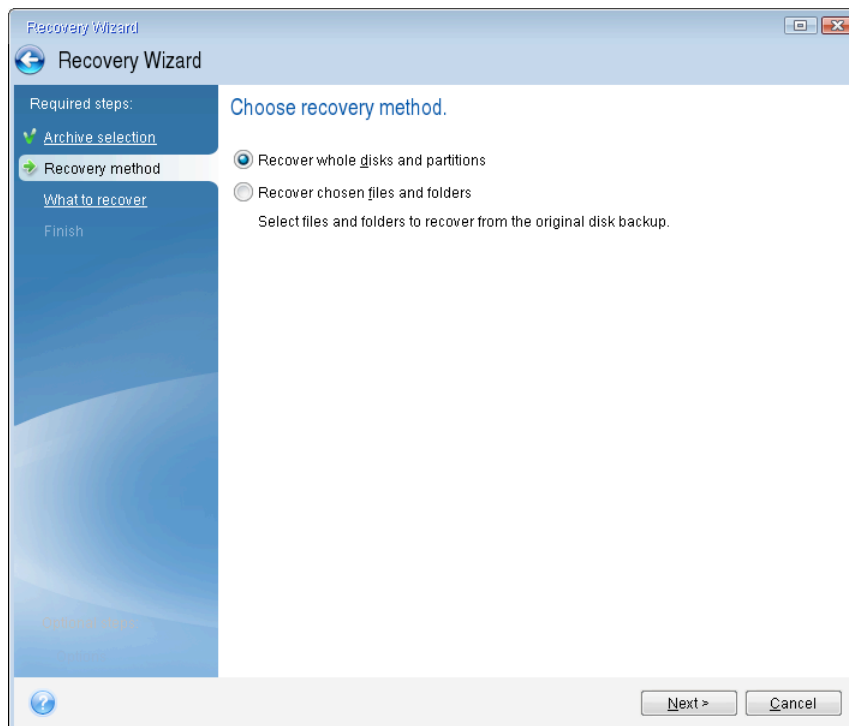 Recovery Wizard
Recovery Wizard
Required steps:
Archive selection
Recovery method
What to recover
Finish
Choose recovery method.
Recover whole disks and partitions
Recover chosen files and folders
Select files and folders to recover from the original disk backup.
Next >
Cancel